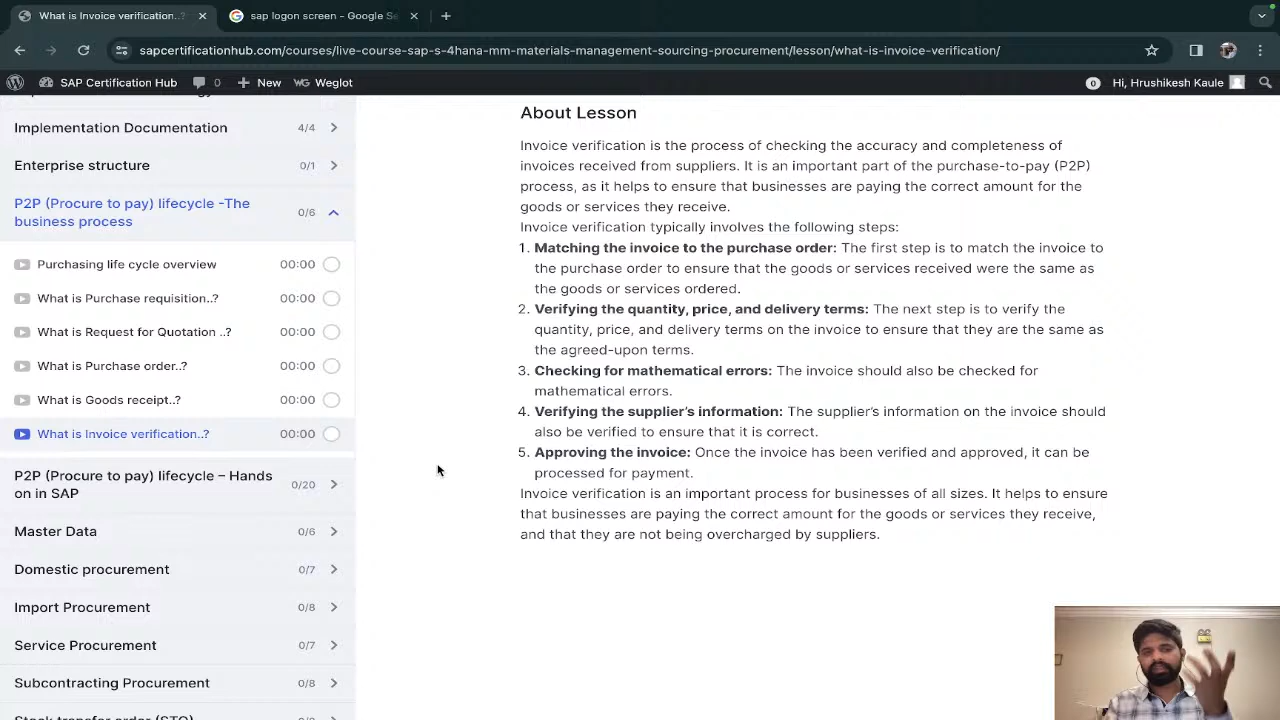 What is Invoice verification..?
sap logon screen - Google Se
sapcertificationhub.com/courses/live-course-sap-s-4hana-mm-materials-management-sourcing-procurement/lesson/what-is-invoice-verification/
SAP Certification Hub 0 New WG Weglot 0 Hi, Hrushikesh Kaule
Implementation Documentation 4/4
Enterprise structure 0/1
P2P (Procure to pay) lifecycle -The
business process 0/6
Purchasing life cycle overview 00:00
What is Purchase requisition..? 00:00
What is Request for Quotation ..? 00:00
What is Purchase order..? 00:00
What is Goods receipt..? 00:00
What is Invoice verification..? 00:00
P2P (Procure to pay) lifecycle – Hands
on in SAP 0/20
Master Data 0/6
Domestic procurement 0/7
Import Procurement 0/8
Service Procurement 0/7
Subcontracting Procurement 0/8
Stock transfer order (STO)
About Lesson
Invoice verification is the process of checking the accuracy and completeness of
invoices received from suppliers. It is an important part of the purchase-to-pay (P2P)
process, as it helps to ensure that businesses are paying the correct amount for the
goods or services they receive.
Invoice verification typically involves the following steps:
1. Matching the invoice to the purchase order: The first step is to match the invoice to
the purchase order to ensure that the goods or services received were the same as
the goods or services ordered.
2. Verifying the quantity, price, and delivery terms: The next step is to verify the
quantity, price, and delivery terms on the invoice to ensure that they are the same as
the agreed-upon terms.
3. Checking for mathematical errors: The invoice should also be checked for
mathematical errors.
4. Verifying the supplier's information: The supplier's information on the invoice should
also be verified to ensure that it is correct.
5. Approving the invoice: Once the invoice has been verified and approved, it can be
processed for payment.
Invoice verification is an important process for businesses of all sizes. It helps to ensure
that businesses are paying the correct amount for the goods or services they receive,
and that they are not being overcharged by suppliers.